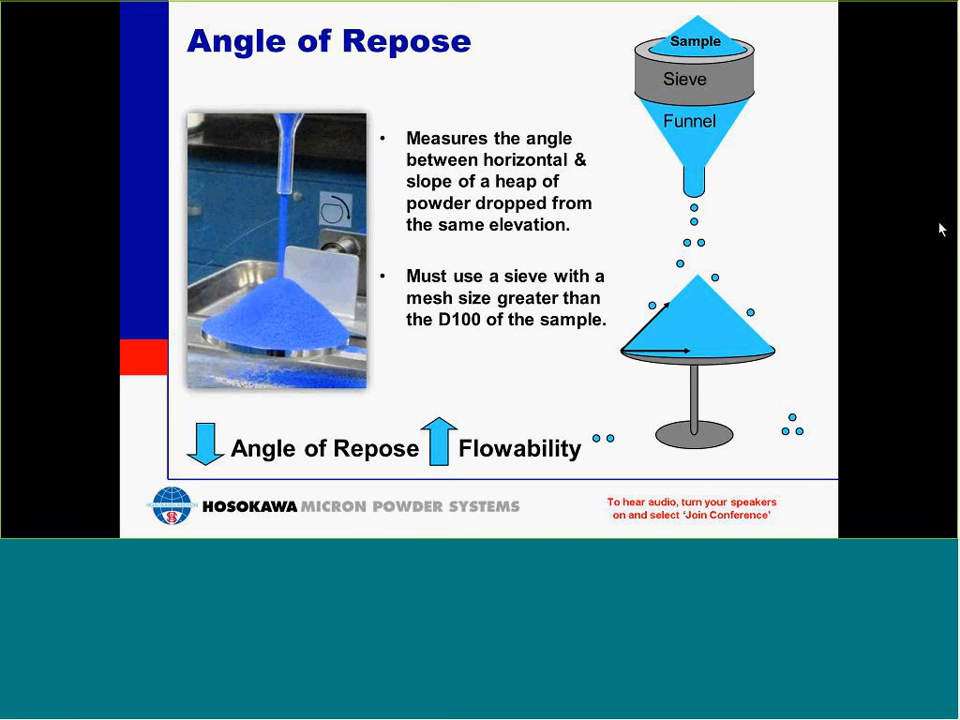 Angle of Repose
Sample
Sieve
Funnel
• Measures the angle
between horizontal &
slope of a heap of
powder dropped from
the same elevation.
• Must use a sieve with a
mesh size greater than
the D100 of the sample.
Angle of Repose Flowability
HOSOKAWA MICRON POWDER SYSTEMS
To hear audio, turn your speakers
on and select ‘Join Conference’